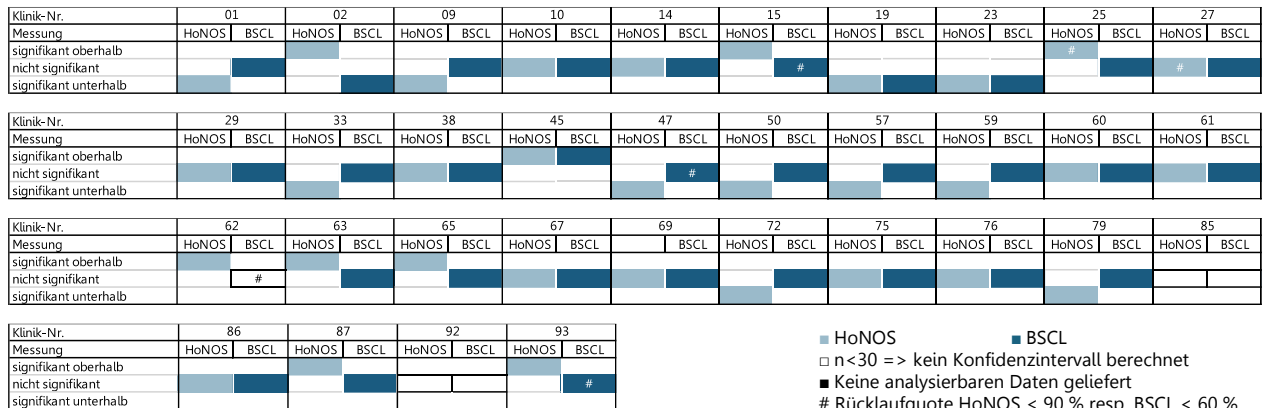 Klinik-Nr. 01 02 09 10 14 15 19 23 25 27
Messung HoNOS BSCL HoNOS BSCL HoNOS BSCL HoNOS BSCL HoNOS BSCL HoNOS BSCL HoNOS BSCL HoNOS BSCL HoNOS BSCL HoNOS BSCL
signifikant oberhalb #
nicht signifikant # #
signifikant unterhalb
Klinik-Nr. 29 33 38 45 47 50 57 59 60 61
Messung HoNOS BSCL HoNOS BSCL HoNOS BSCL HoNOS BSCL HoNOS BSCL HoNOS BSCL HoNOS BSCL HoNOS BSCL HoNOS BSCL HoNOS BSCL
signifikant oberhalb
nicht signifikant #
signifikant unterhalb
Klinik-Nr. 62 63 65 67 69 72 75 76 79 85
Messung HoNOS BSCL HoNOS BSCL HoNOS BSCL HoNOS BSCL BSCL HoNOS BSCL HoNOS BSCL HoNOS BSCL HoNOS BSCL HoNOS BSCL
signifikant oberhalb
nicht signifikant #
signifikant unterhalb
Klinik-Nr. 86 87 92 93
Messung HoNOS BSCL HoNOS BSCL HoNOS BSCL HoNOS BSCL
signifikant oberhalb
nicht signifikant #
signifikant unterhalb
HoNOS BSCL
n<30 => kein Konfidenzintervall berechnet
Keine analysierbaren Daten geliefert
# Rücklaufquote HoNOS < 90 % resp. BSCL < 60 %